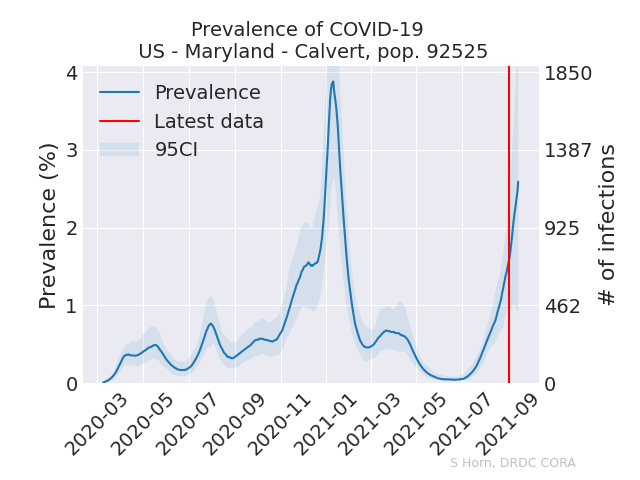 Prevalence of COVID-19
US - Maryland - Calvert, pop. 92525
Prevalence
Latest data
95CI
Prevalence (%)
4
3
2
1
0
1850
1387
925
462
0
# of infections
2020-03
2020-05
2020-07
2020-09
2020-11
2021-01
2021-03
2021-05
2021-07
2021-09
S Horn, DRDC CORA